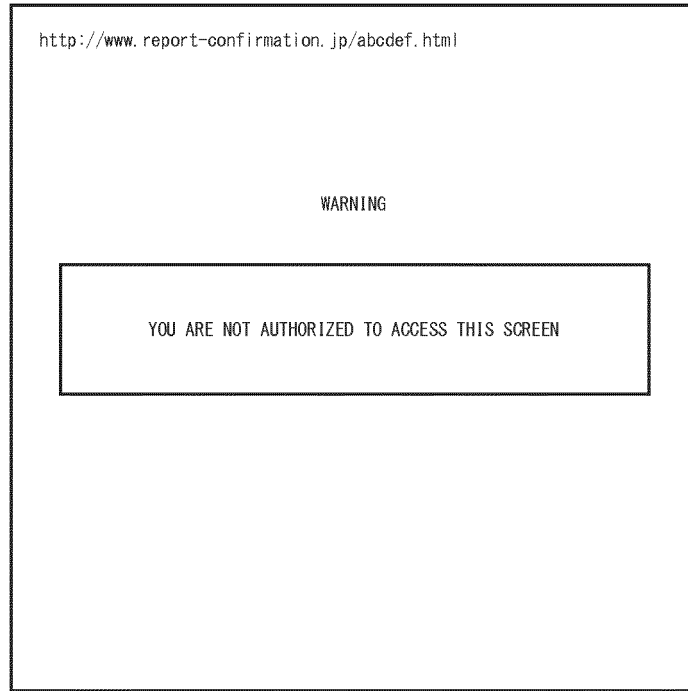 http://www.report-confirmation.jp/abcdef.html
WARNING
YOU ARE NOT AUTHORIZED TO ACCESS THIS SCREEN